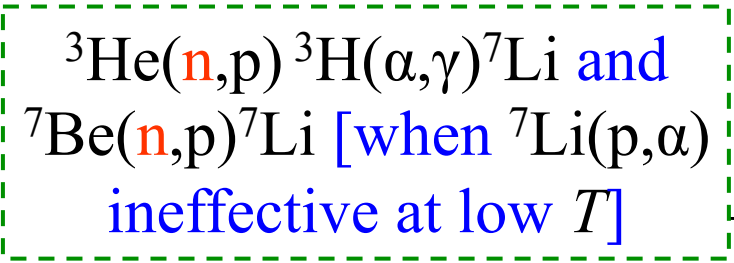 ³He(n,p) ³H(α,γ)⁷Li and
⁷Be(n,p)⁷Li [when ⁷Li(p,α)
ineffective at low T]